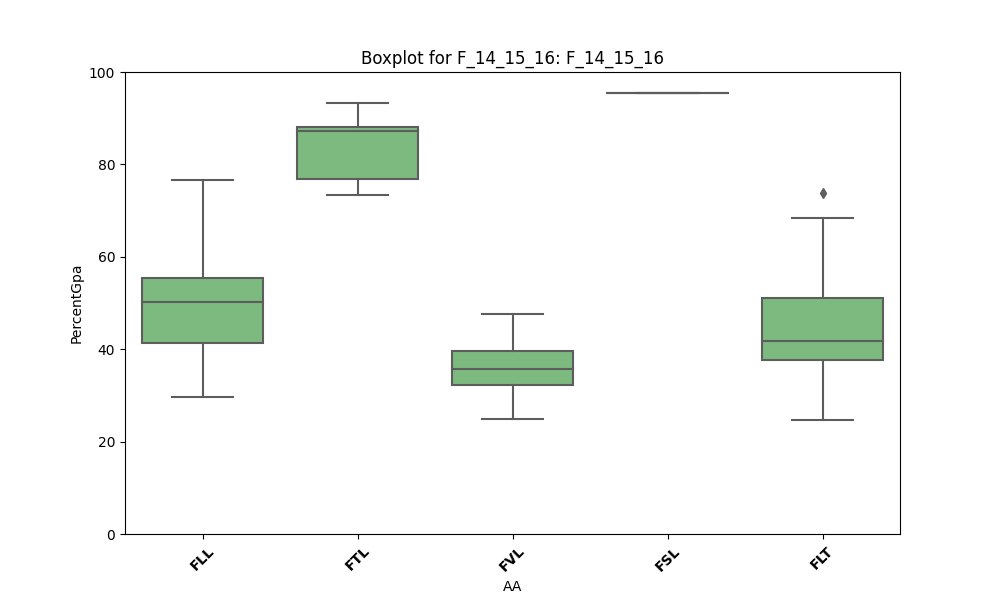 Boxplot for F_14_15_16: F_14_15_16
100
80
60
40
20
0
PercentGpa
FLL
FTL
FVL
FSL
FLT
AA